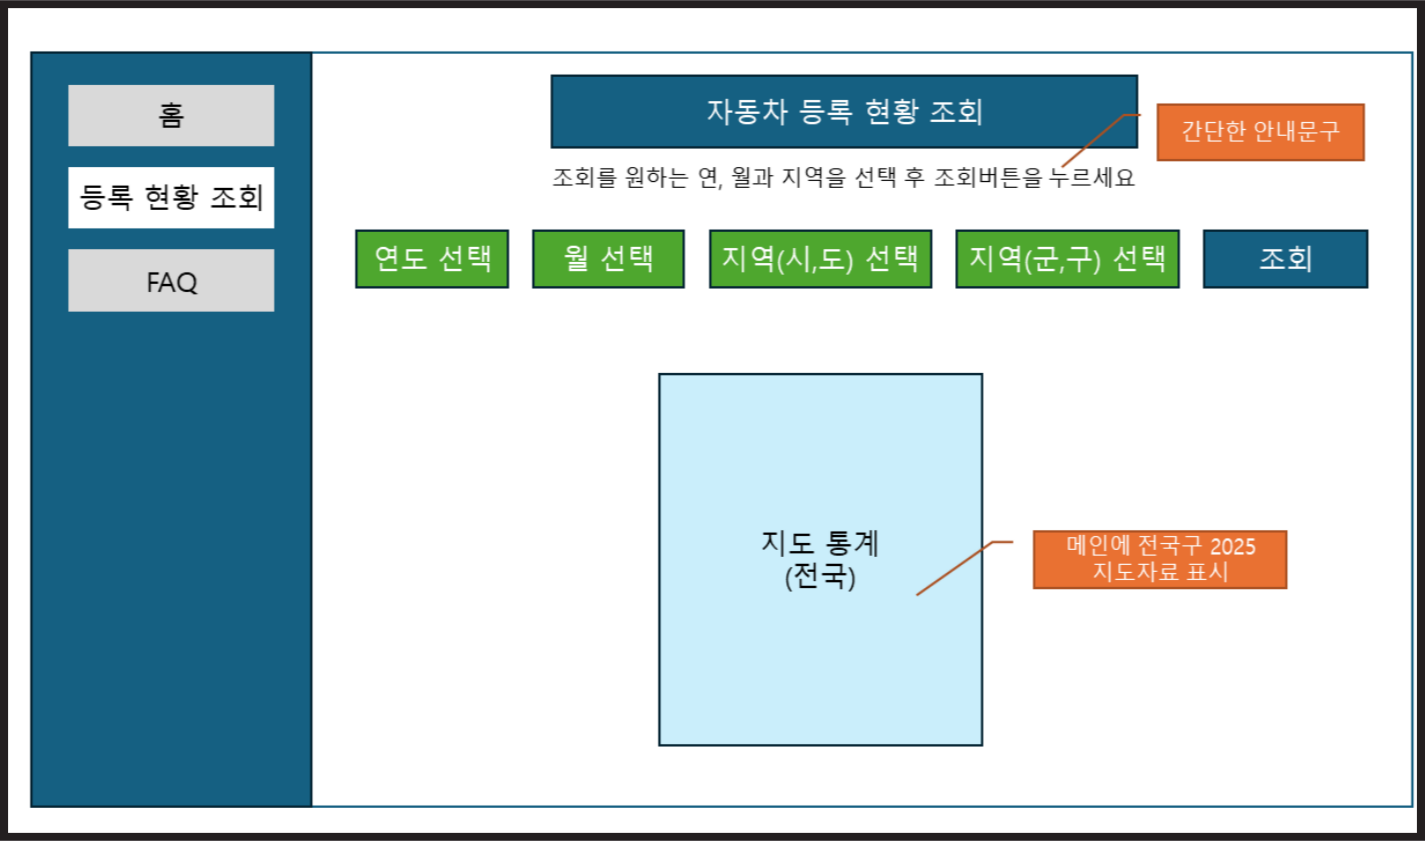 홈
등록 현황 조회
FAQ
자동차 등록 현황 조회
간단한 안내문구
조회를 원하는 연, 월과 지역을 선택 후 조회버튼을 누르세요
연도 선택
월 선택
지역(시,도) 선택
지역(군,구) 선택
조회
지도 통계
(전국)
메인에 전국구 2025
지도자료 표시